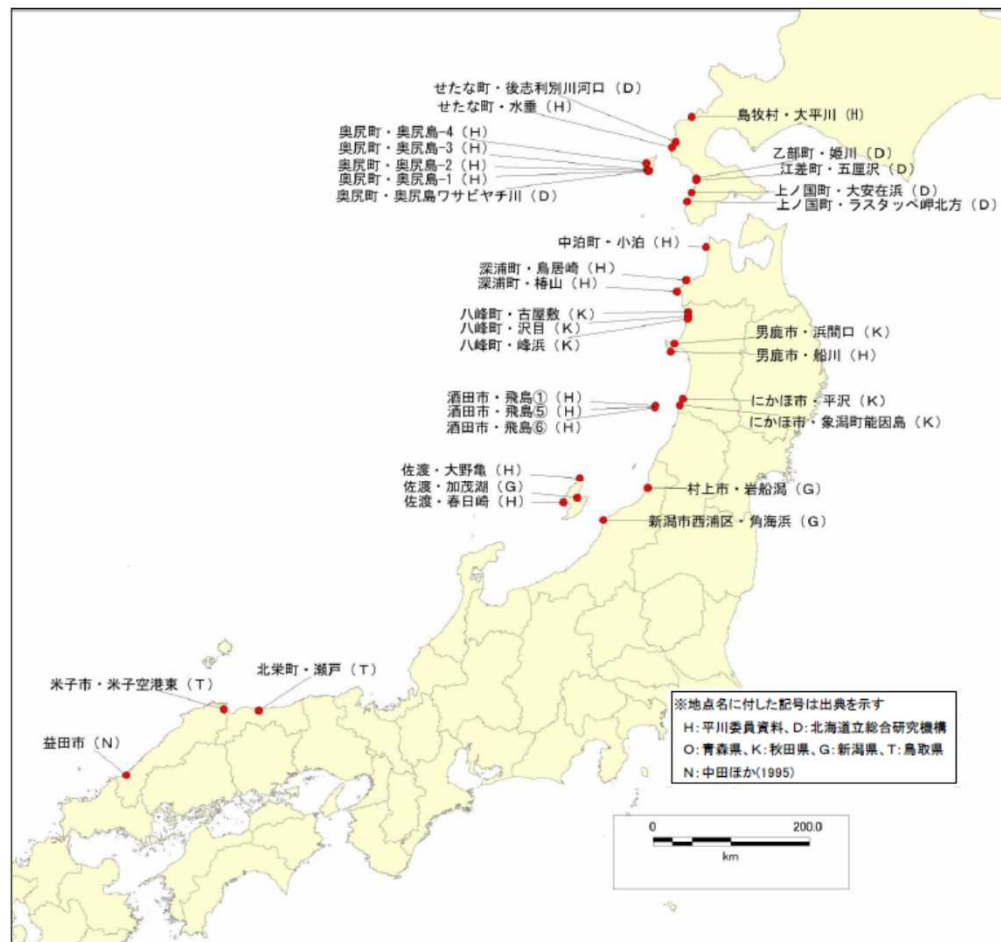 せたな町・後志利別川河口(D)
せたな町・水垂(H)
島牧村・大平川(H)
奥尻町・奥尻島-4(H)
奥尻町・奥尻島-3(H)
奥尻町・奥尻島-2(H)
奥尻町・奥尻島-1(H)
奥尻町・奥尻島ワサビヤチ川(D)
乙部町・姫川(D)
江差町・五厘沢(D)
上ノ国町・大安在浜(D)
上ノ国町・ラスタッペ岬北方(D)
中泊町・小泊(H)
深浦町・鳥居崎(H)
深浦町・椿山(H)
八峰町・古屋敷(K)
八峰町・沢目(K)
八峰町・峰浜(K)
男鹿市・浜間口(K)
男鹿市・船川(H)
酒田市・飛島①(H)
酒田市・飛島⑤(H)
酒田市・飛島⑥(H)
にかほ市・平沢(K)
にかほ市・象潟町能因島(K)
佐渡・大野亀(H)
佐渡・加茂湖(G)
佐渡・春日崎(H)
村上市・岩船潟(G)
新潟市西浦区・角海浜(G)
北栄町・瀬戸(T)
米子市・米子空港東(T)
益田市(N)
※地点名に付した記号は出典を示す
H:平川委員資料、D:北海道立総合研究機構
O:青森県、K:秋田県、G:新潟県、T:鳥取県
N:中田ほか(1995)
0 200.0
km